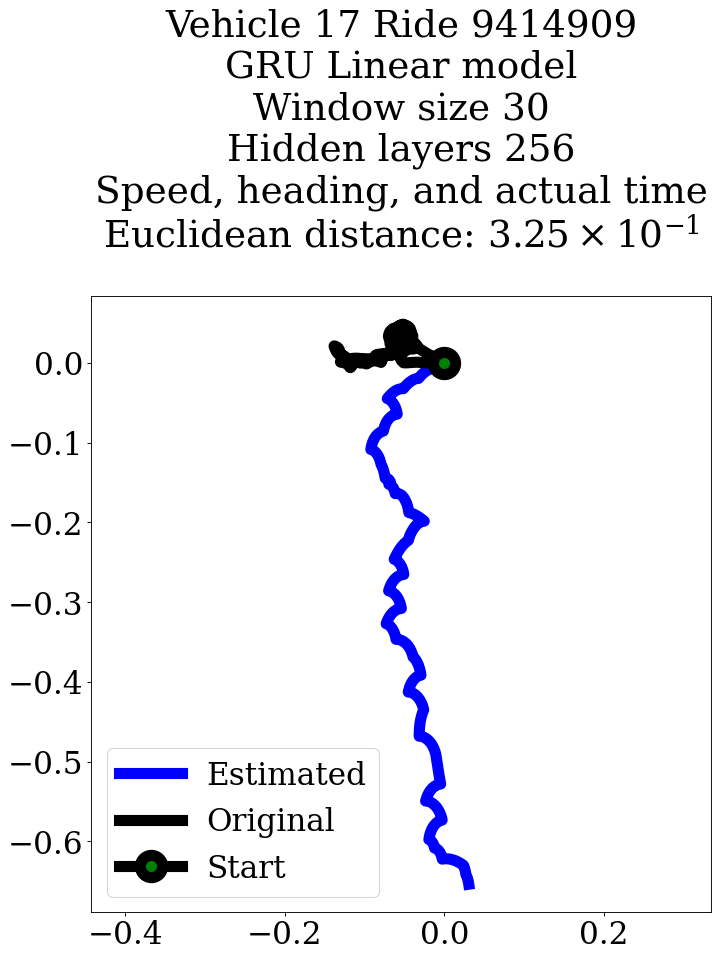 Vehicle 17 Ride 9414909
GRU Linear model
Window size 30
Hidden layers 256
Speed, heading, and actual time
Euclidean distance: 3.25 × 10⁻¹
0.0
−0.1
−0.2
−0.3
−0.4
−0.5
−0.6
Estimated
Original
Start
−0.4 −0.2 0.0 0.2